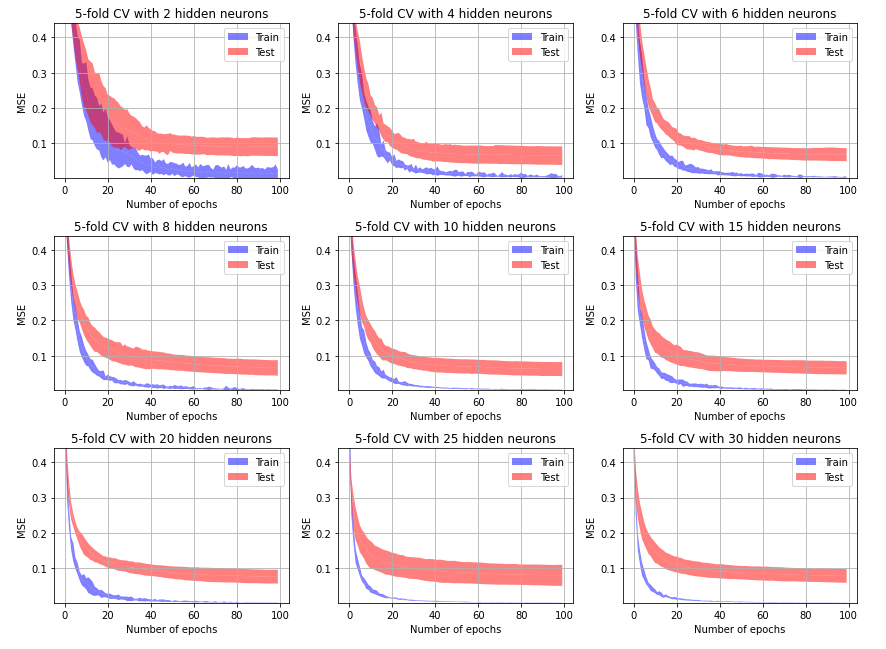 5-fold CV with 2 hidden neurons
5-fold CV with 4 hidden neurons
5-fold CV with 6 hidden neurons
MSE
0.4
0.3
0.2
0.1
Train
Test
0 20 40 60 80 100
Number of epochs
MSE
0.4
0.3
0.2
0.1
Train
Test
0 20 40 60 80 100
Number of epochs
MSE
0.4
0.3
0.2
0.1
Train
Test
0 20 40 60 80 100
Number of epochs
5-fold CV with 8 hidden neurons
5-fold CV with 10 hidden neurons
5-fold CV with 15 hidden neurons
MSE
0.4
0.3
0.2
0.1
Train
Test
0 20 40 60 80 100
Number of epochs
MSE
0.4
0.3
0.2
0.1
Train
Test
0 20 40 60 80 100
Number of epochs
MSE
0.4
0.3
0.2
0.1
Train
Test
0 20 40 60 80 100
Number of epochs
5-fold CV with 20 hidden neurons
5-fold CV with 25 hidden neurons
5-fold CV with 30 hidden neurons
MSE
0.4
0.3
0.2
0.1
Train
Test
0 20 40 60 80 100
Number of epochs
MSE
0.4
0.3
0.2
0.1
Train
Test
0 20 40 60 80 100
Number of epochs
MSE
0.4
0.3
0.2
0.1
Train
Test
0 20 40 60 80 100
Number of epochs